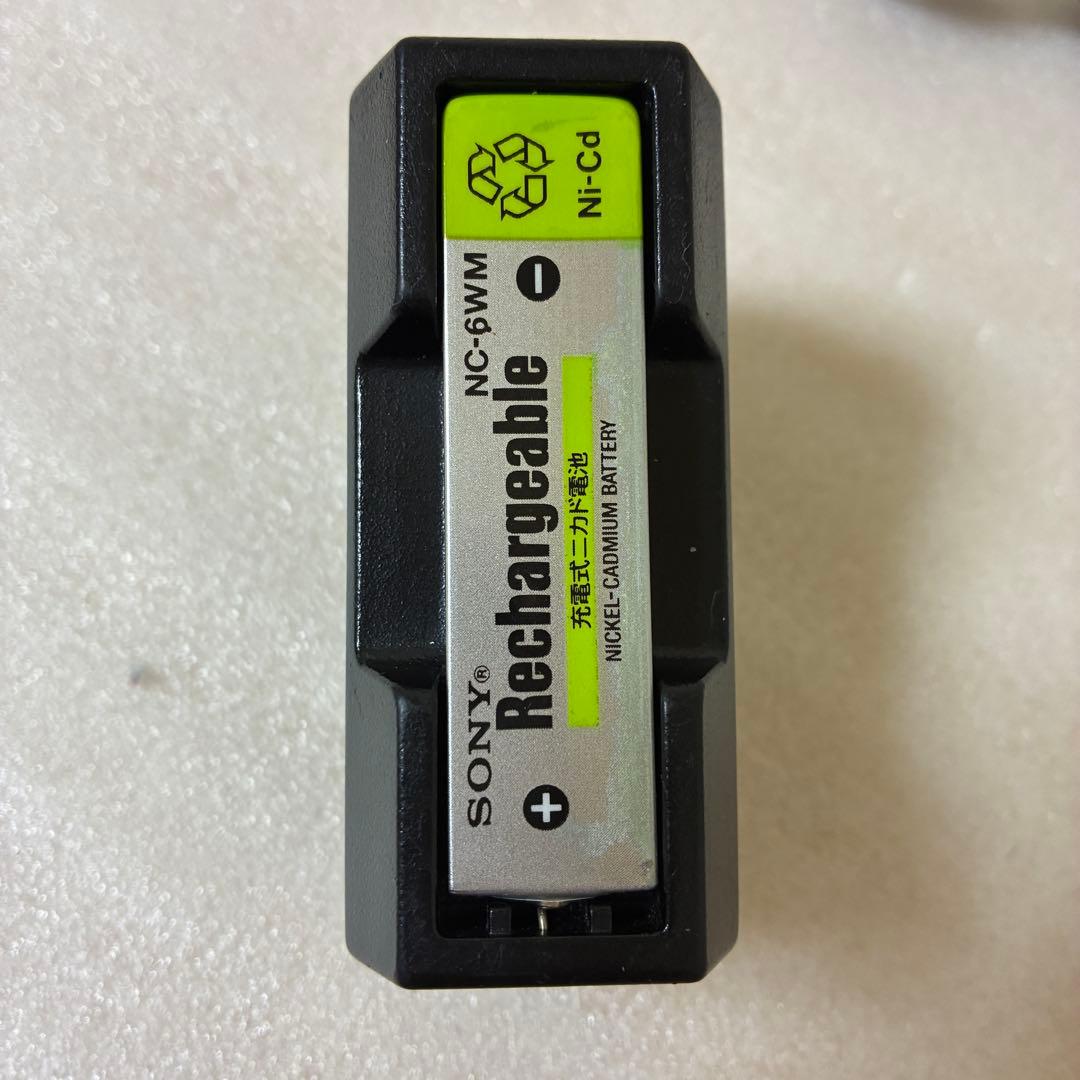 SONY® NC-6WM
Rechargeable
充電式ニカド電池
NICKEL-CADMIUM BATTERY
+ −
Ni-Cd